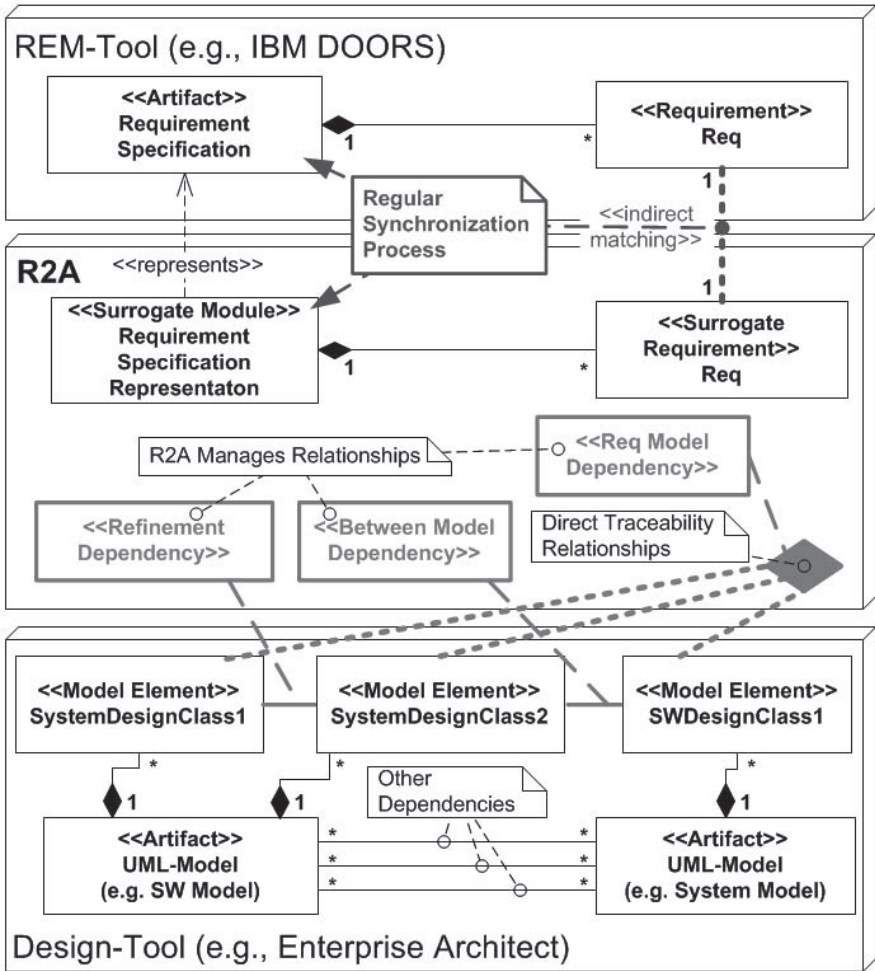 REM-Tool (e.g., IBM DOORS)
<<Artifact>>
Requirement
Specification
1
*
<<Requirement>>
Req
1
Regular
Synchronization
Process
<<indirect
matching>>
<<represents>>
R2A
1
<<Surrogate Module>>
Requirement
Specification
Representaton
1
*
<<Surrogate
Requirement>>
Req
R2A Manages Relationships
<<Req Model
Dependency>>
<<Refinement
Dependency>>
<<Between Model
Dependency>>
Direct Traceability
Relationships
<<Model Element>>
SystemDesignClass1
<<Model Element>>
SystemDesignClass2
<<Model Element>>
SWDesignClass1
*
*
*
1
1
1
Other
Dependencies
<<Artifact>>
UML-Model
(e.g. SW Model)
* *
* *
* *
<<Artifact>>
UML-Model
(e.g. System Model)
Design-Tool (e.g., Enterprise Architect)